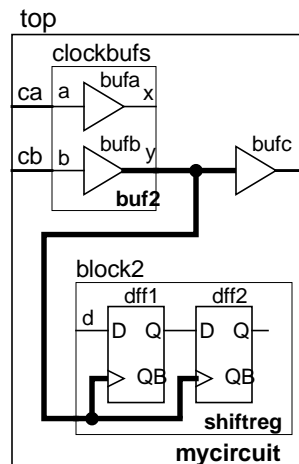 top
clockbufs
ca a bufa x
cb b bufb y bufc
buf2
block2
dff1 dff2
d D Q D Q
QB QB
shiftreg
mycircuit